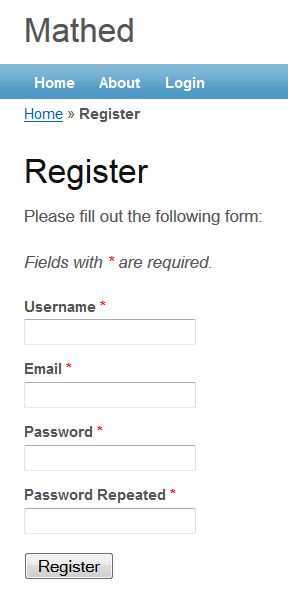 Mathed
Home About Login
Home » Register
Register
Please fill out the following form:
Fields with * are required.
Username *
Email *
Password *
Password Repeated *
Register